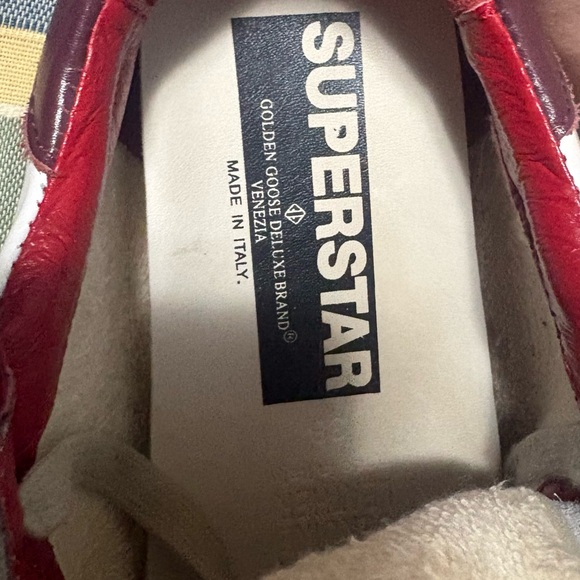 SUPERSTAR
GOLDEN GOOSE DELUXE BRAND®
VENEZIA
MADE IN ITALY.